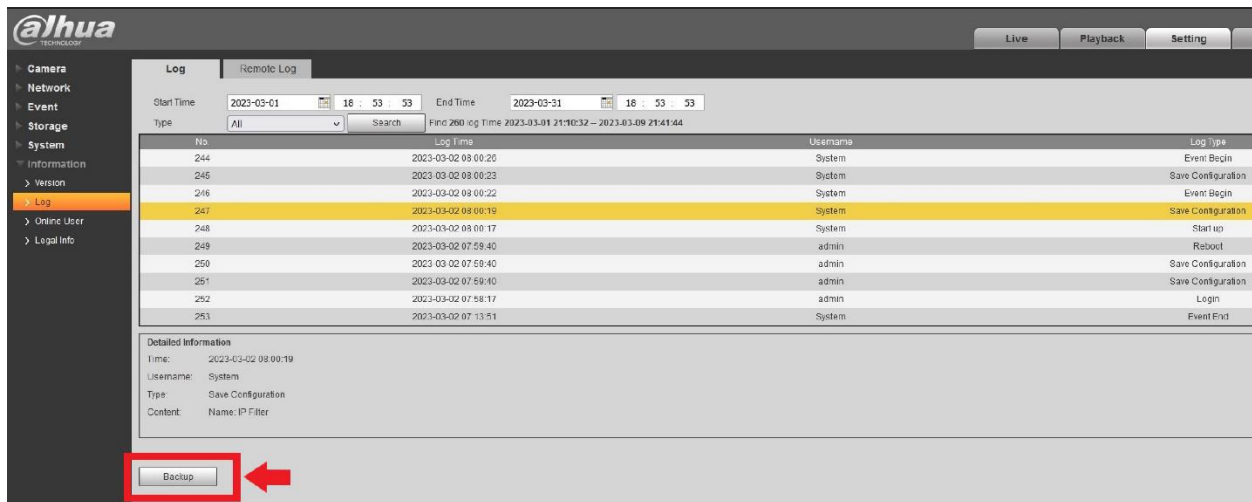 alhua
TECHNOLOGY
Live Playback Setting
Camera
Network
Event
Storage
System
Information
Version
Log
Online User
Legal Info
Log Remote Log
Start Time 2023-03-01 18 : 53 : 53 End Time 2023-03-31 18 : 53 : 53
Type All Search Find 260 log Time 2023-03-01 21:10:32 -- 2023-03-09 21:41:44
No. Log Time Username Log Type
244 2023-03-02 08:00:26 System Event Begin
245 2023-03-02 08:00:23 System Save Configuration
246 2023-03-02 08:00:22 System Event Begin
247 2023-03-02 08:00:19 System Save Configuration
248 2023-03-02 08:00:17 System Start up
249 2023-03-02 07:59:40 admin Reboot
250 2023-03-02 07:59:40 admin Save Configuration
251 2023-03-02 07:59:40 admin Save Configuration
252 2023-03-02 07:58:17 admin Login
253 2023-03-02 07:13:51 System Event End
Detailed Information
Time: 2023-03-02 08:00:19
Username: System
Type: Save Configuration
Content: Name: IP Filter
Backup